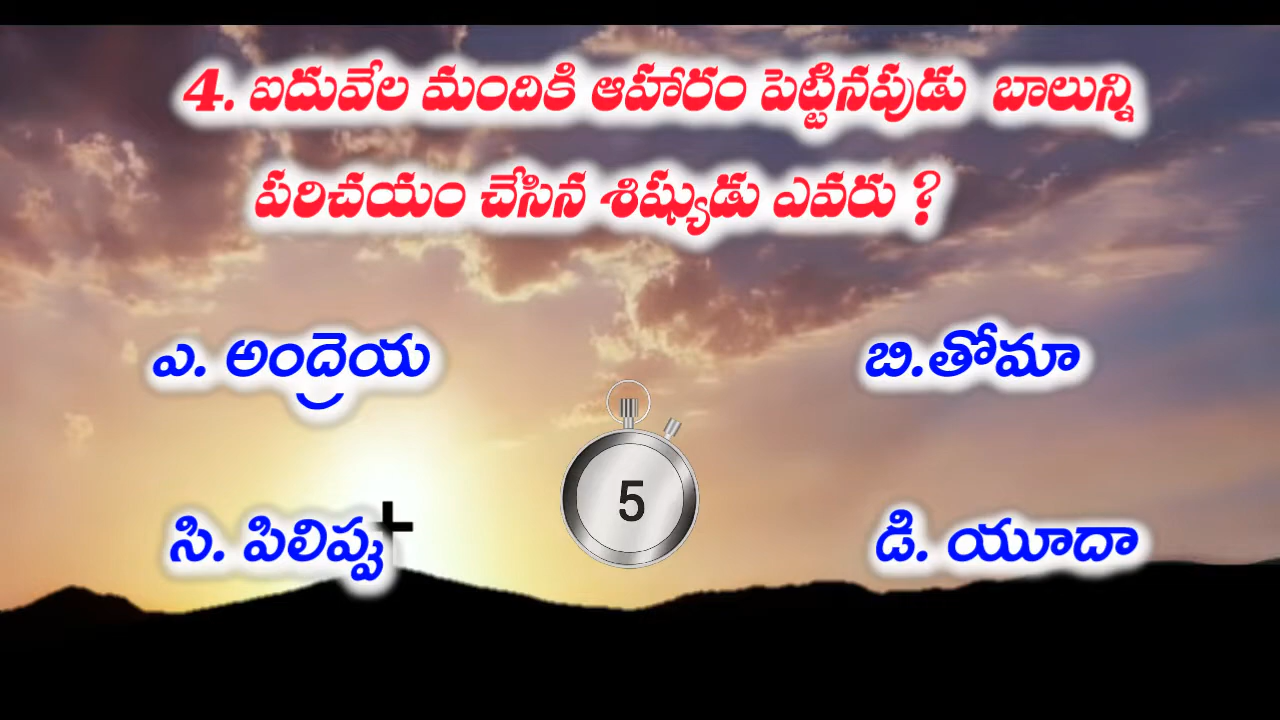 4. ఐదువేల మందికి ఆహారం పెట్టినపుడు బాలున్ని
పరిచయం చేసిన శిష్యుడు ఎవరు ?
ఎ. అంద్రెయ
బి.తోమా
5
సి. పిలిప్పు
డి. యూదా